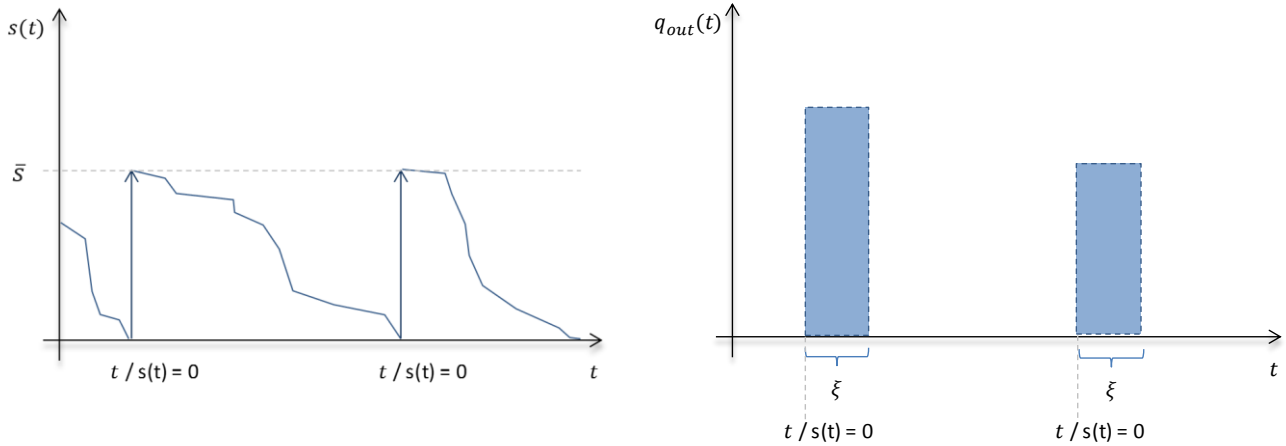 s(t)
s̅
t / s(t) = 0
t / s(t) = 0
t
q_out(t)
t
ξ
ξ
t / s(t) = 0
t / s(t) = 0